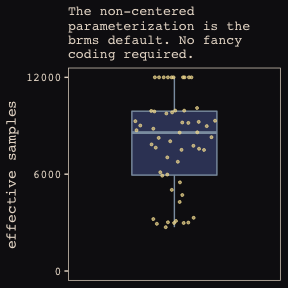 The non-centered
parameterization is the
brms default. No fancy
coding required.
12000
6000
0
effective samples